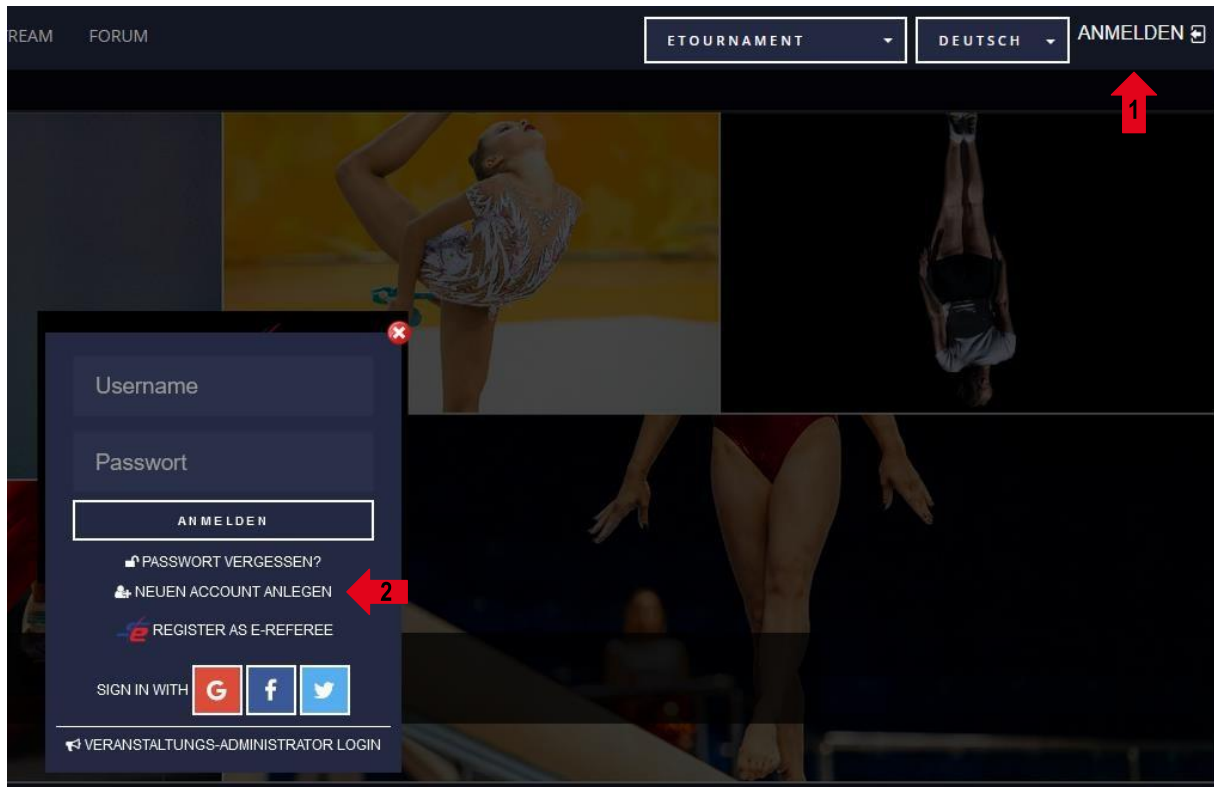 REAM FORUM ETOURNAMENT DEUTSCH ANMELDEN
1
Username
Passwort
ANMELDEN
PASSWORT VERGESSEN?
NEUEN ACCOUNT ANLEGEN 2
e REGISTER AS E-REFEREE
SIGN IN WITH G f
VERANSTALTUNGS-ADMINISTRATOR LOGIN